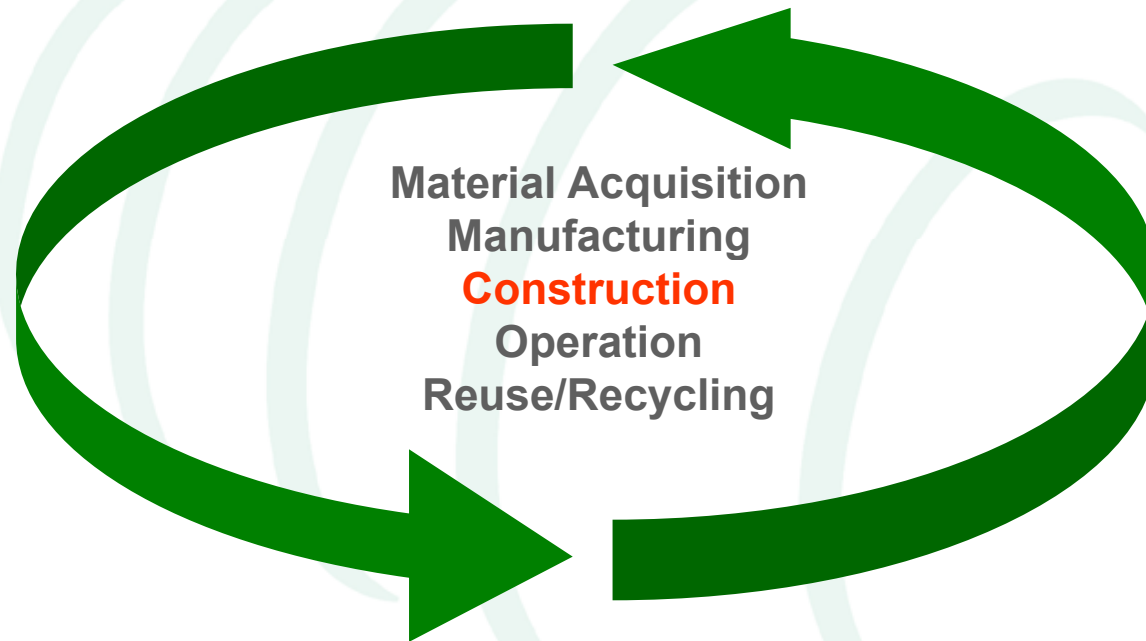 Material Acquisition
Manufacturing
Construction
Operation
Reuse/Recycling